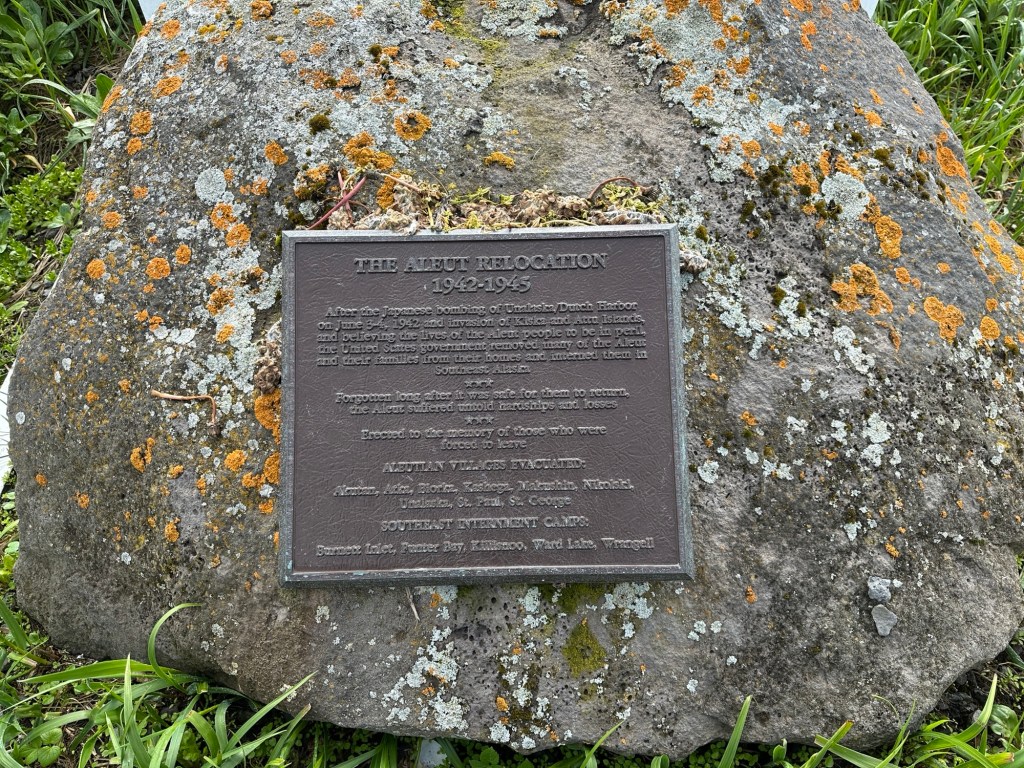 THE ALEUT RELOCATION
1942-1945
After the Japanese bombing of Unalaska/Dutch Harbor
on June 3-4, 1942 and invasion of Kiska and Attu Islands,
and believing the lives of the Aleut people to be in peril,
the United States government removed many of the Aleut
and their families from their homes and interned them in
Southeast Alaska
***
Forgotten long after it was safe for them to return,
the Aleut suffered untold hardships and losses
***
Erected to the memory of those who were
forced to leave
ALEUTIAN VILLAGES EVACUATED:
Akutan, Atka, Biorka, Kashega, Makushin, Nikolski,
Unalaska, St. Paul, St. George
SOUTHEAST INTERNMENT CAMPS:
Burnett Inlet, Funter Bay, Killisnoo, Ward Lake, Wrangell